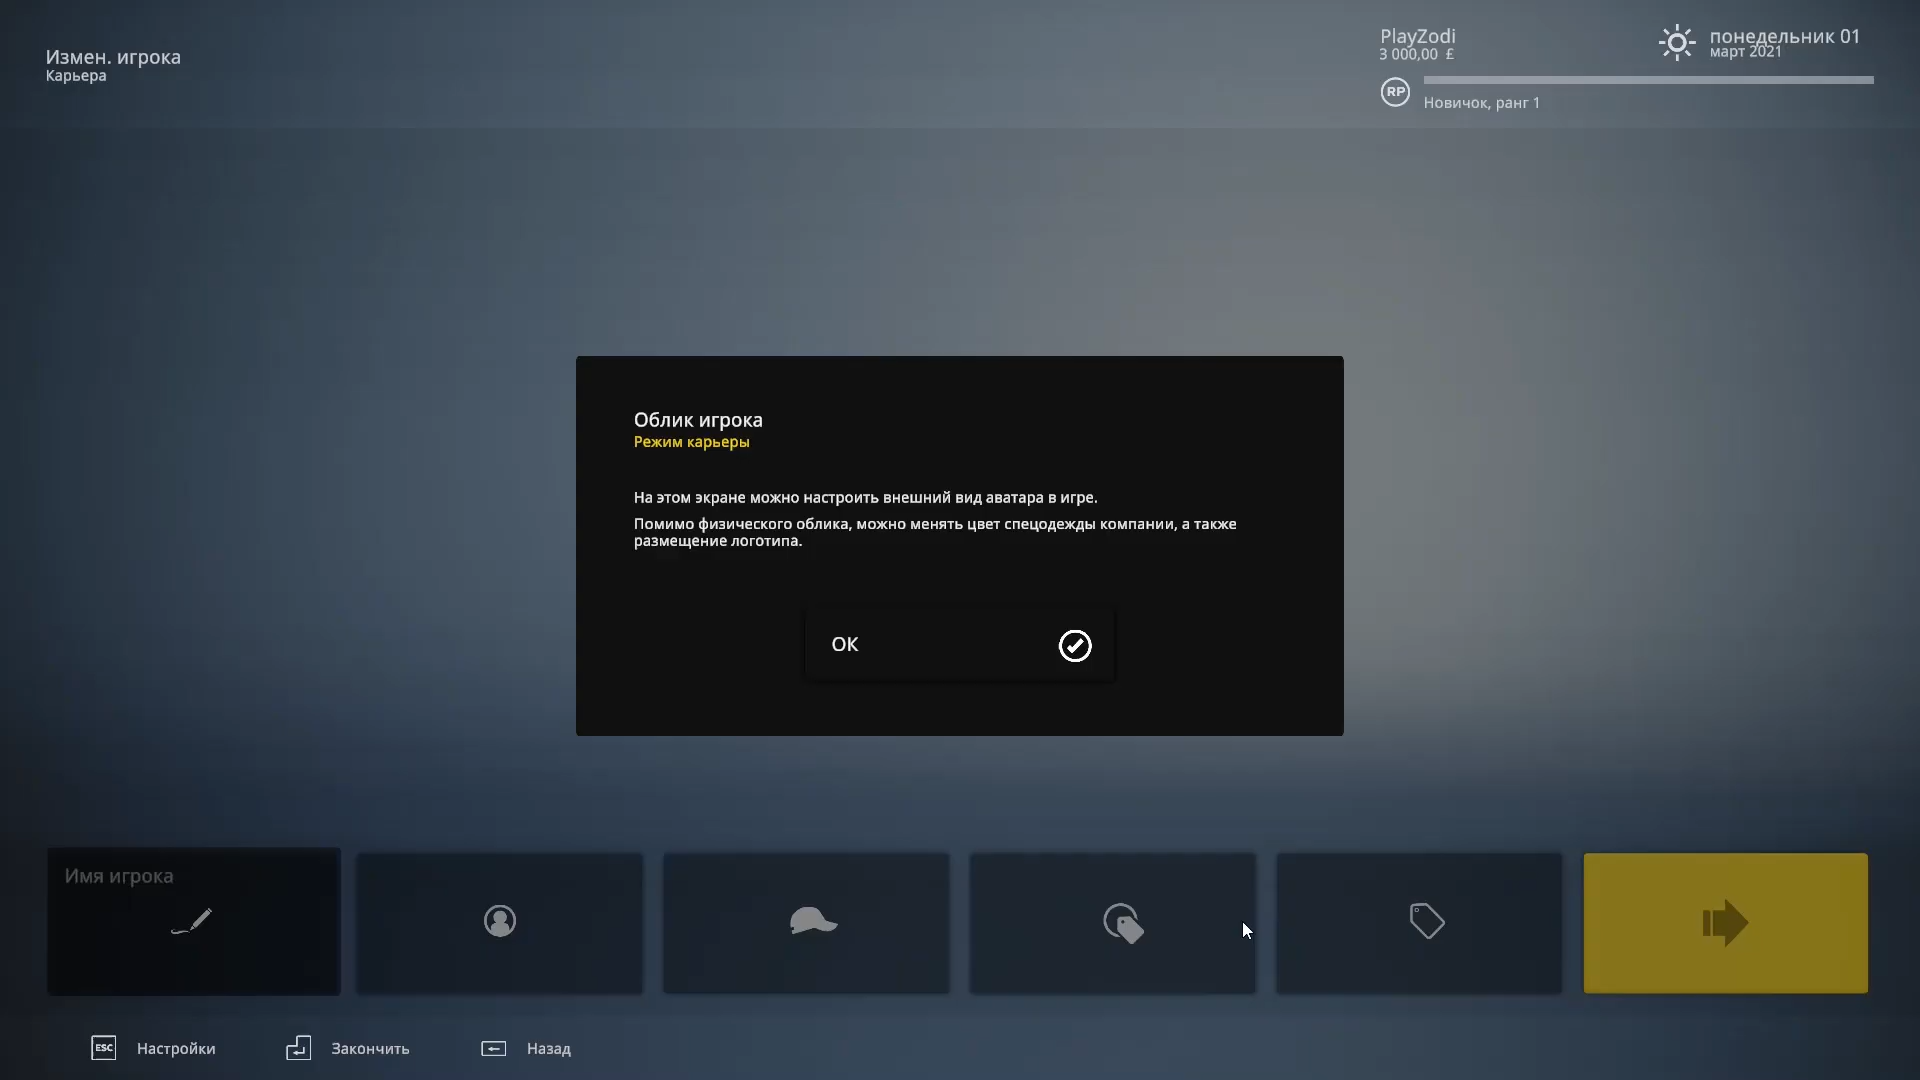 Измен. игрока
Карьера
PlayZodi
3 000,00 £
понедельник 01
март 2021
RP
Новичок, ранг 1
Облик игрока
Режим карьеры
На этом экране можно настроить внешний вид аватара в игре.
Помимо физического облика, можно менять цвет спецодежды компании, а также
размещение логотипа.
ОК
Имя игрока
ESC Настройки
Закончить
Назад